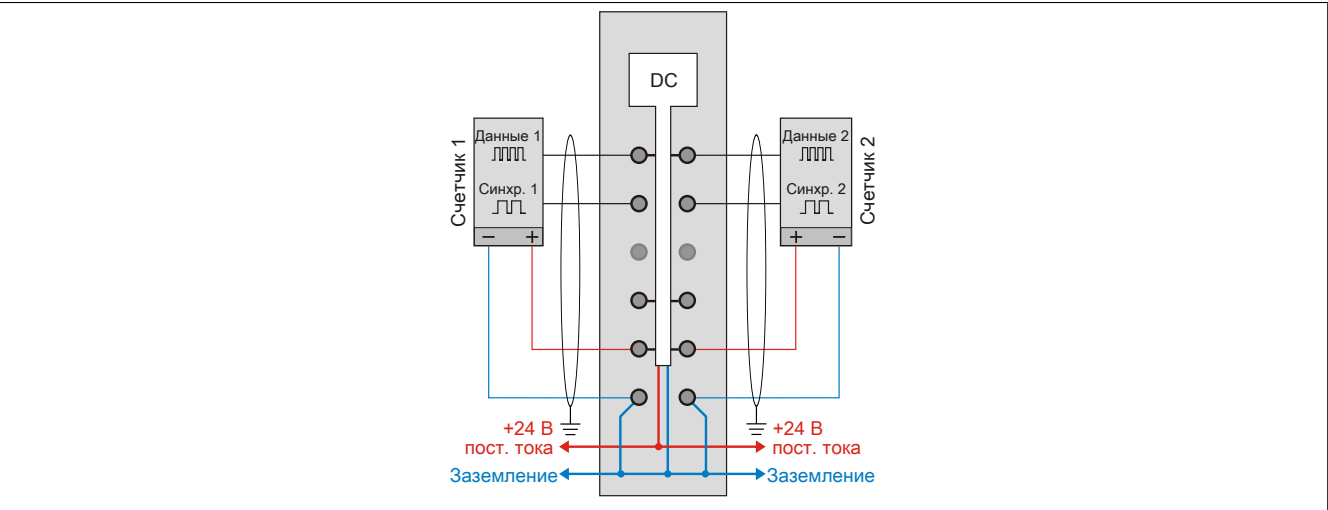 DC
Счетчик 1
Данные 1
Синхр. 1
− +
Данные 2
Синхр. 2
+ −
Счетчик 2
+24 В
пост. тока
Заземление
+24 В
пост. тока
Заземление